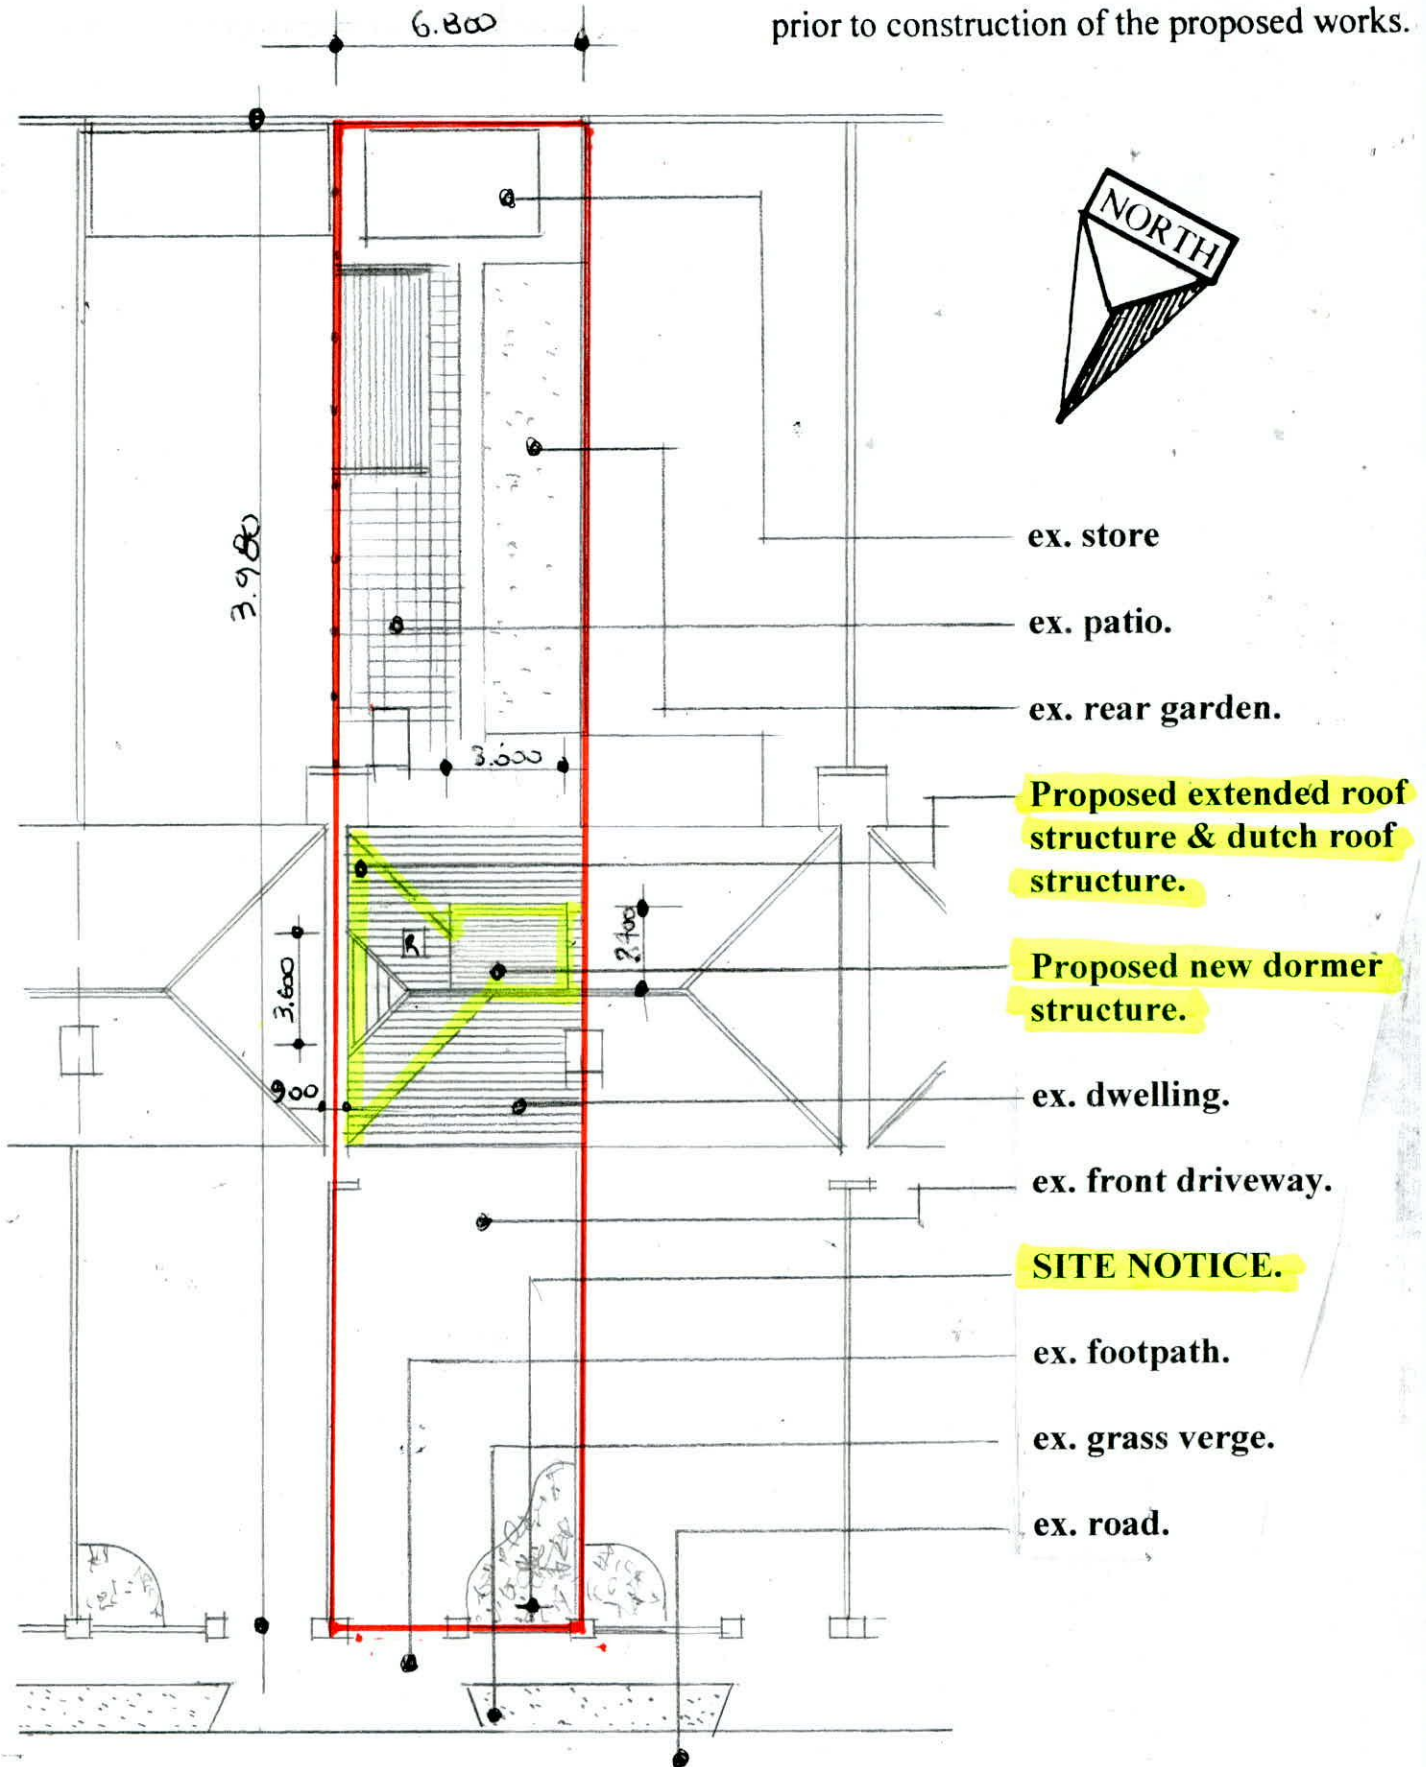 6.800
prior to construction of the proposed works.
NORTH
3.980
ex. store
ex. patio.
ex. rear garden.
Proposed extended roof
structure & dutch roof
structure.
Proposed new dormer
structure.
ex. dwelling.
ex. front driveway.
SITE NOTICE.
ex. footpath.
ex. grass verge.
ex. road.
3.600
900